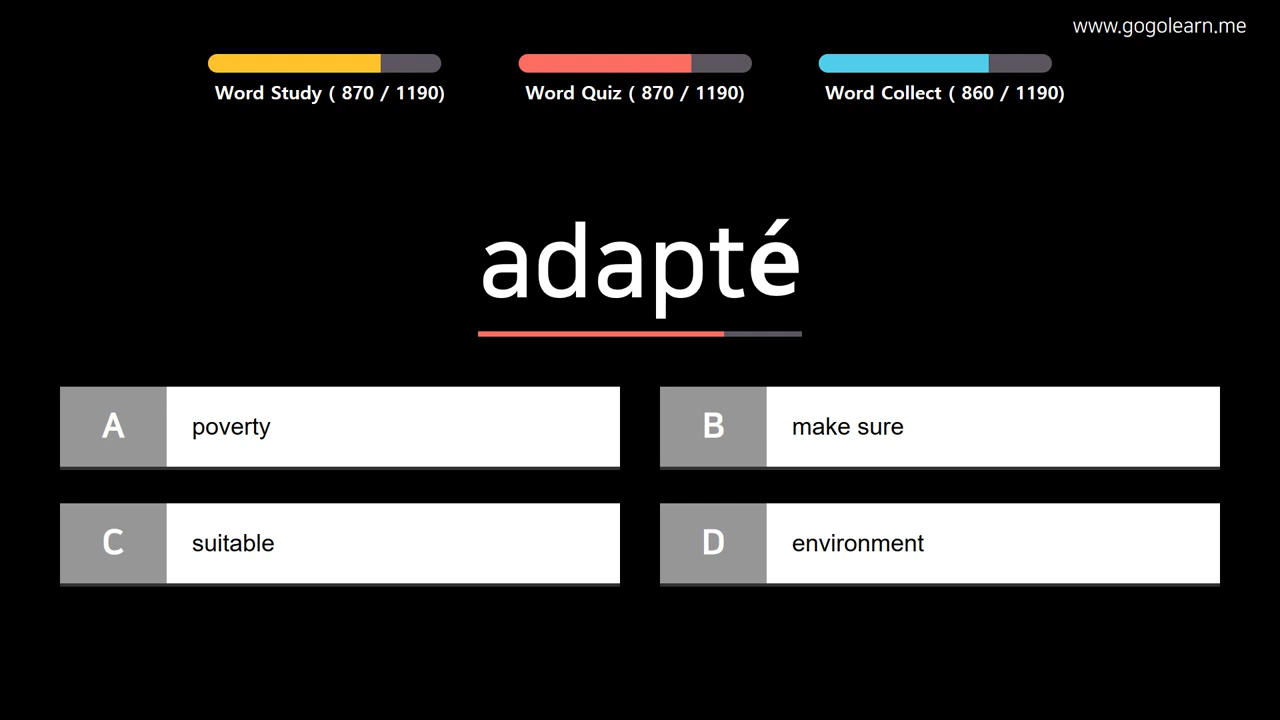 www.gogolearn.me
Word Study ( 870 / 1190)
Word Quiz ( 870 / 1190)
Word Collect ( 860 / 1190)
adapté
A poverty
B make sure
C suitable
D environment